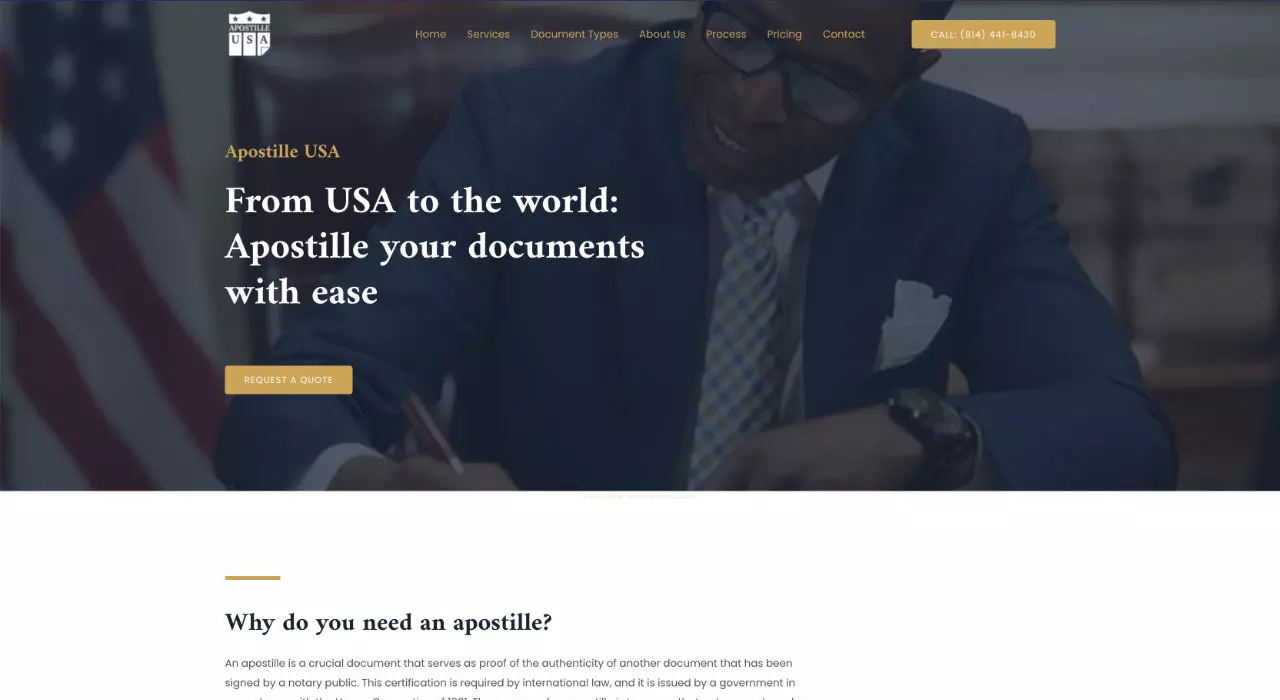 APOSTILLE
USA
Home Services Document Types About Us Process Pricing Contact
CALL: (814) 441-8430
Apostille USA
From USA to the world:
Apostille your documents
with ease
REQUEST A QUOTE
Why do you need an apostille?
An apostille is a crucial document that serves as proof of the authenticity of another document that has been
signed by a notary public. This certification is required by international law, and it is issued by a government in